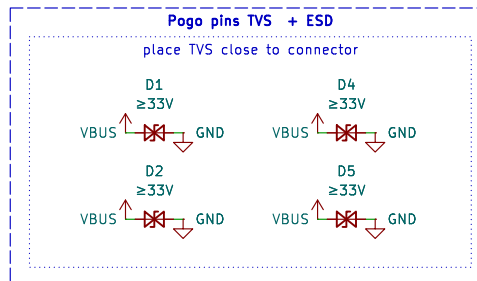 Pogo pins TVS + ESD
place TVS close to connector
D1
≥33V
VBUS GND
D4
≥33V
VBUS GND
D2
≥33V
VBUS GND
D5
≥33V
VBUS GND